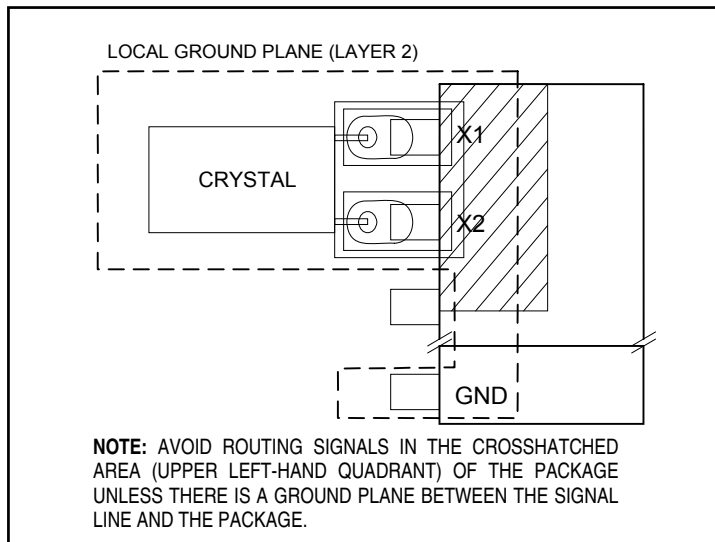 LOCAL GROUND PLANE (LAYER 2)
X1
CRYSTAL
X2
GND
NOTE: AVOID ROUTING SIGNALS IN THE CROSSHATCHED
AREA (UPPER LEFT-HAND QUADRANT) OF THE PACKAGE
UNLESS THERE IS A GROUND PLANE BETWEEN THE SIGNAL
LINE AND THE PACKAGE.